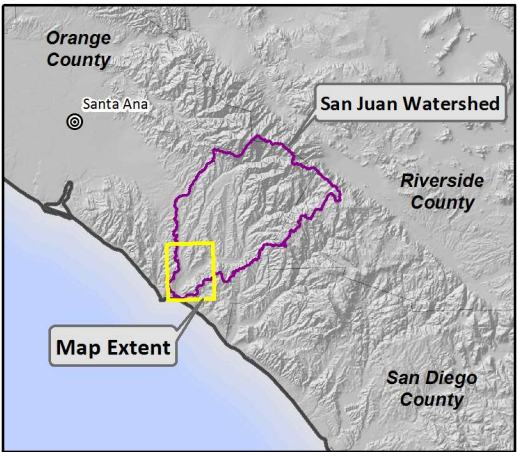 Orange
County
Santa Ana
San Juan Watershed
Riverside
County
Map Extent
San Diego
County